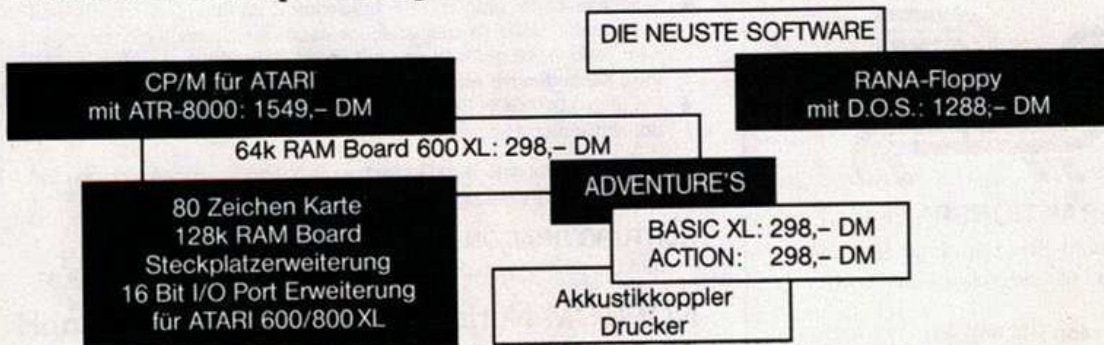 DIE NEUSTE SOFTWARE
CP/M für ATARI
mit ATR-8000: 1549,– DM
RANA-Floppy
mit D.O.S.: 1288;– DM
64k RAM Board 600 XL: 298,– DM
ADVENTURE'S
80 Zeichen Karte
128k RAM Board
Steckplatzerweiterung
16 Bit I/O Port Erweiterung
für ATARI 600/800 XL
BASIC XL: 298,– DM
ACTION: 298,– DM
Akkustikkoppler
Drucker